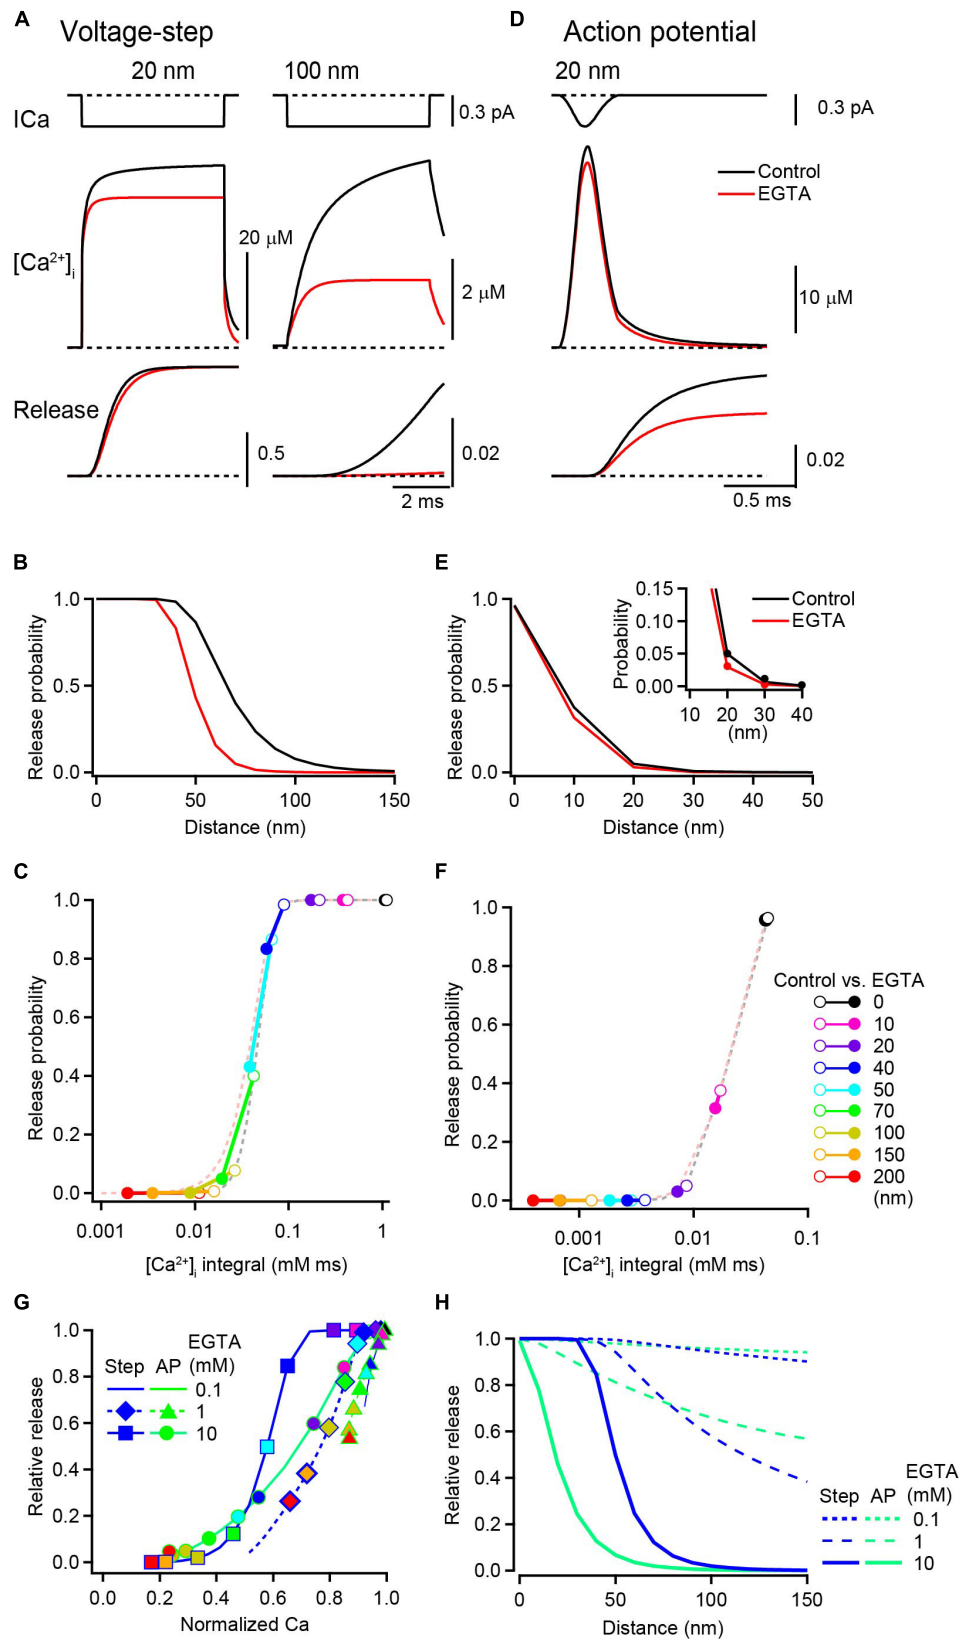 A
Voltage-step
20 nm
100 nm
ICa
0.3 pA
[Ca²⁺]i
20 µM
2 µM
Release
0.5
0.02
2 ms
D
Action potential
20 nm
0.3 pA
Control
EGTA
10 µM
0.02
0.5 ms
B
Release probability
1.0
0.5
0.0
0
50
100
150
Distance (nm)
E
Release probability
1.0
0.5
0.0
0
10
20
30
40
50
Distance (nm)
Probability
0.15
0.10
0.05
0.00
10
20
30
40
(nm)
Control
EGTA
C
Release probability
1.0
0.8
0.6
0.4
0.2
0.0
0.001
0.01
0.1
1
[Ca²⁺]i integral (mM ms)
F
Release probability
1.0
0.8
0.6
0.4
0.2
0.0
0.001
0.01
0.1
[Ca²⁺]i integral (mM ms)
Control vs. EGTA
0
10
20
40
50
70
100
150
200
(nm)
G
Relative release
1.0
0.8
0.6
0.4
0.2
0.0
0.0
0.2
0.4
0.6
0.8
1.0
Normalized Ca
EGTA
Step AP (mM)
0.1
1
10
H
Relative release
1.0
0.8
0.6
0.4
0.2
0.0
0
50
100
150
Distance (nm)
EGTA
Step AP (mM)
0.1
1
10